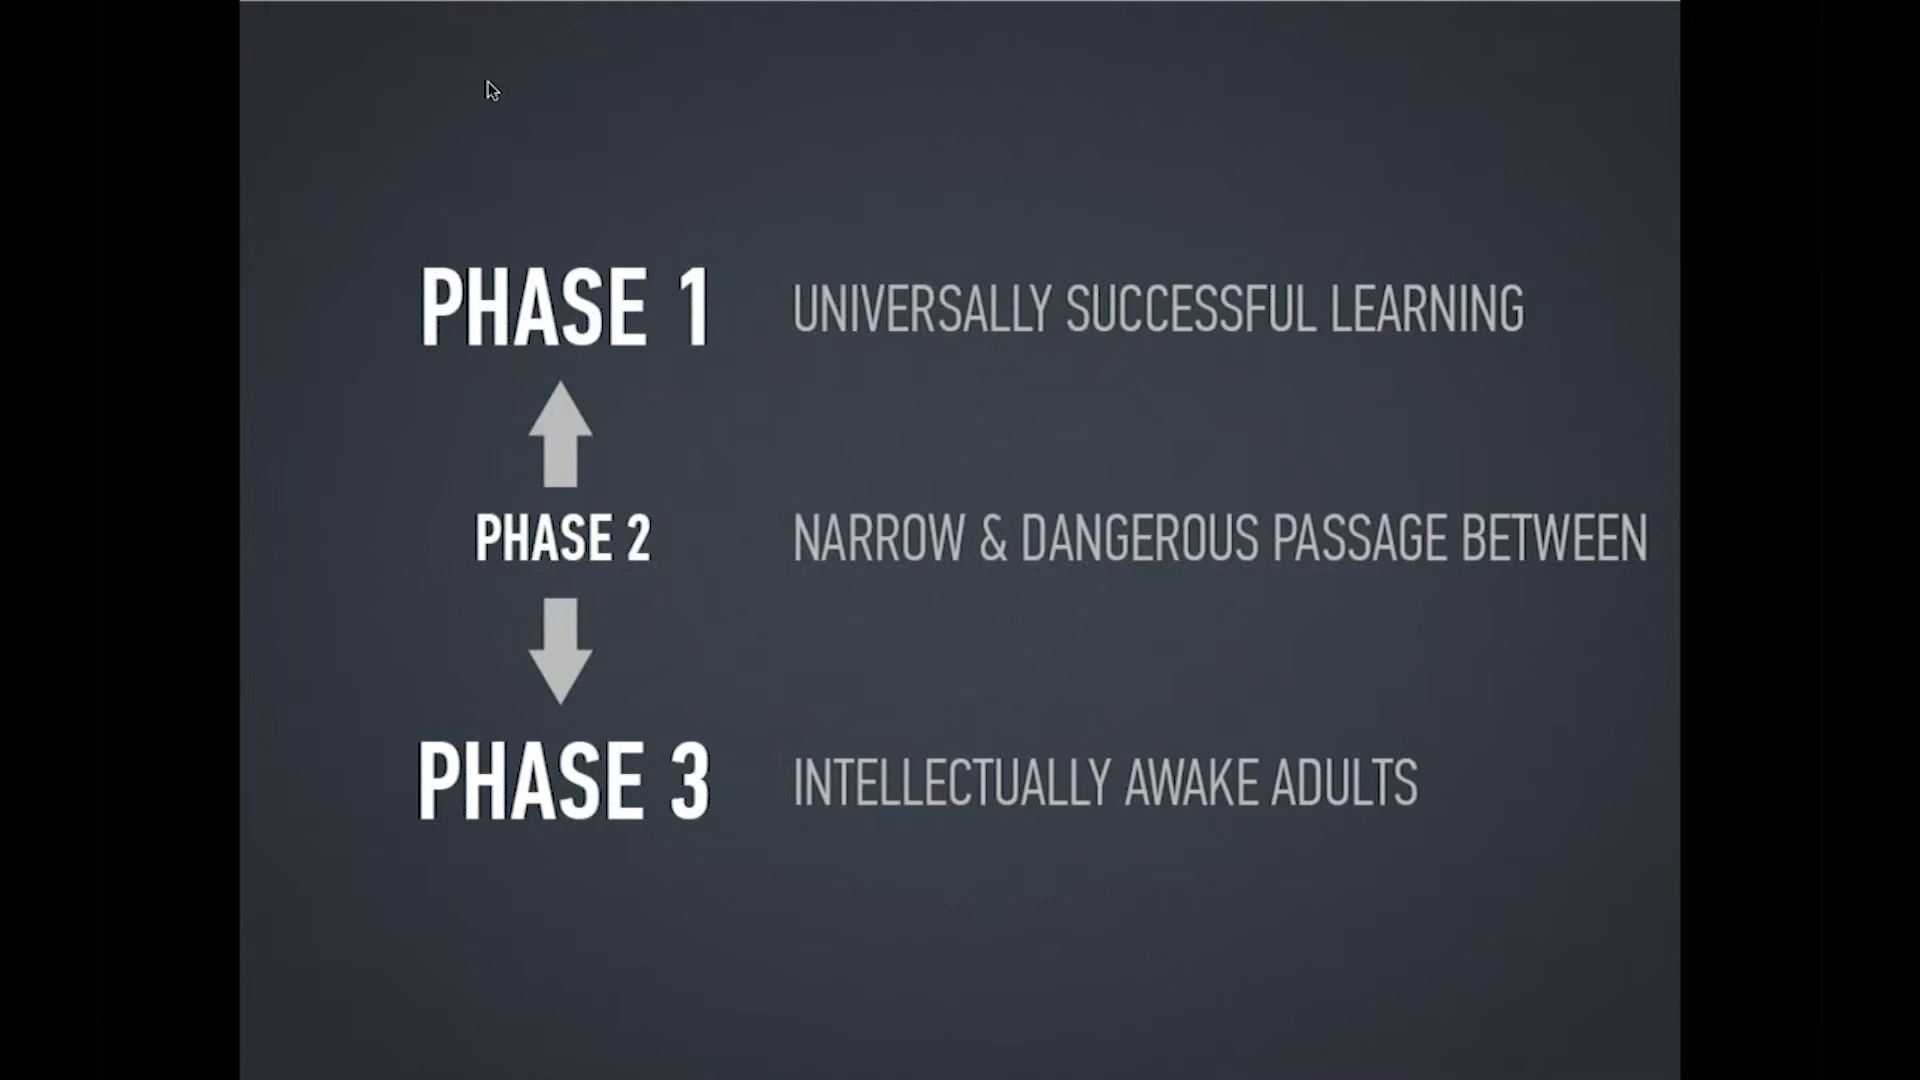 PHASE 1 UNIVERSALLY SUCCESSFUL LEARNING
PHASE 2 NARROW & DANGEROUS PASSAGE BETWEEN
PHASE 3 INTELLECTUALLY AWAKE ADULTS